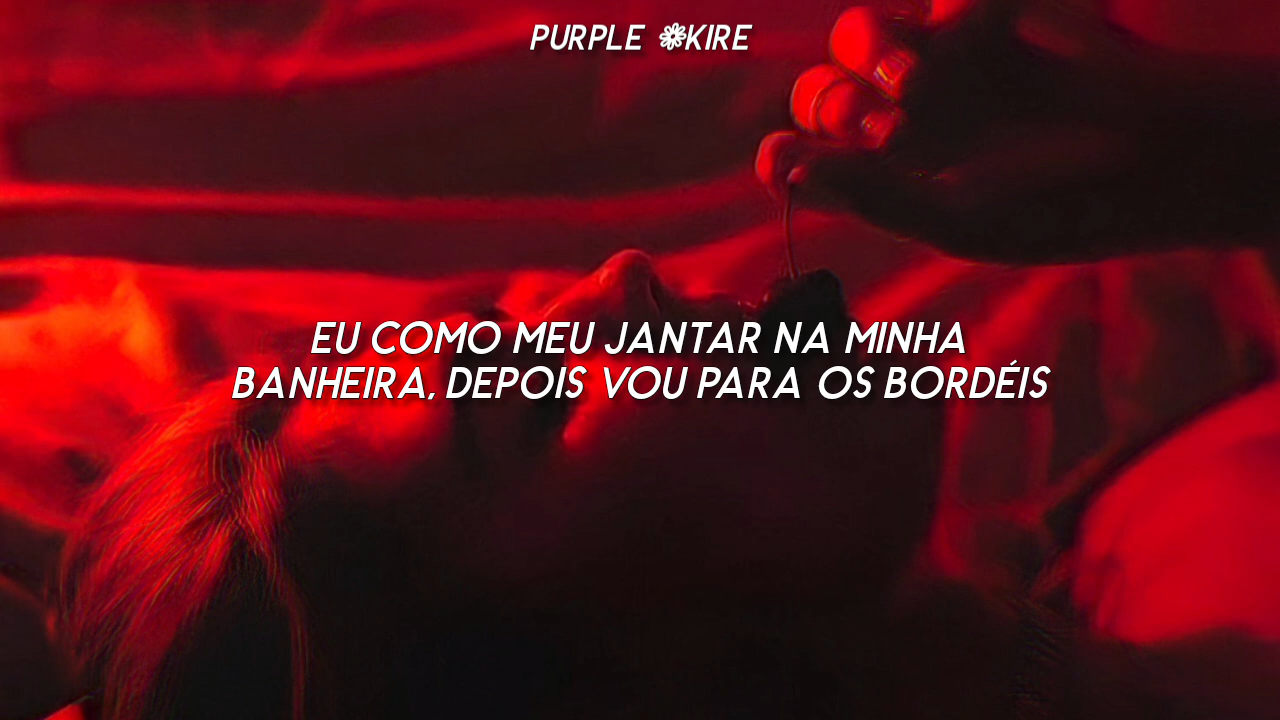 PURPLE ❁KIRE
EU COMO MEU JANTAR NA MINHA
BANHEIRA, DEPOIS VOU PARA OS BORDÉIS